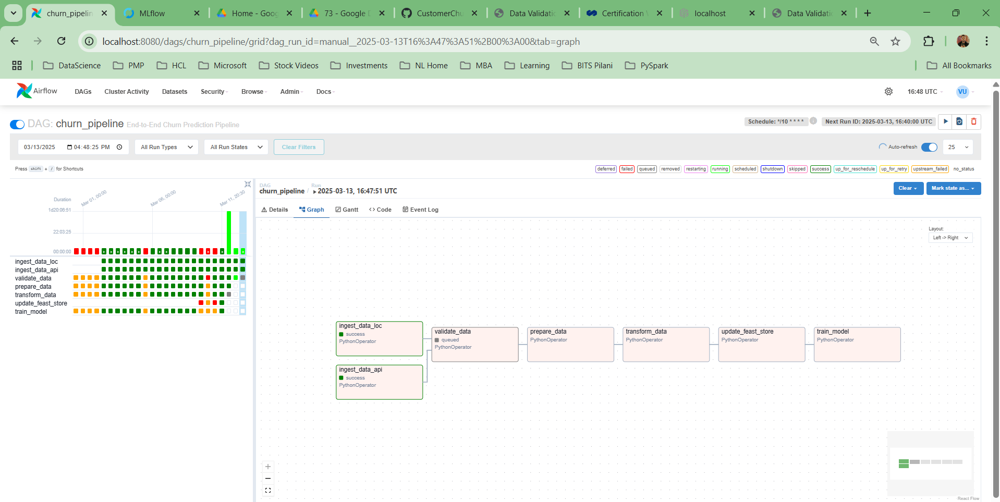 churn_pipelin
MLflow
Home - Goog
73 - Google D
CustomerChu
Data Validatio
Certification V
localhost
Data Validatio
localhost:8080/dags/churn_pipeline/grid?dag_run_id=manual__2025-03-13T16%3A47%3A51%2B00%3A00&tab=graph
DataScience PMP HCL Microsoft Stock Videos Investments NL Home MBA Learning BITS Pilani PySpark All Bookmarks
Airflow DAGs Cluster Activity Datasets Security Browse Admin Docs 16:48 UTC VU
DAG: churn_pipeline End-to-End Churn Prediction Pipeline Schedule: */10 * * * * Next Run ID: 2025-03-13, 16:40:00 UTC
03/13/2025 04:48:25 PM All Run Types All Run States Clear Filters Auto-refresh 25
Press shift + / for Shortcuts deferred failed queued removed restarting running scheduled shutdown skipped success up_for_reschedule up_for_retry upstream_failed no_status
Duration
Mar 01, 00:00
Mar 06, 00:00
Mar 11, 20:30
1d20:06:51
22:03:25
00:00:00
ingest_data_loc
ingest_data_api
validate_data
prepare_data
transform_data
update_feast_store
train_model
DAG Run
churn_pipeline / 2025-03-13, 16:47:51 UTC
Clear Mark state as...
Details Graph Gantt Code Event Log
Layout:
Left -> Right
ingest_data_loc
success
PythonOperator
ingest_data_api
success
PythonOperator
validate_data
queued
PythonOperator
prepare_data
PythonOperator
transform_data
PythonOperator
update_feast_store
PythonOperator
train_model
PythonOperator
React Flow